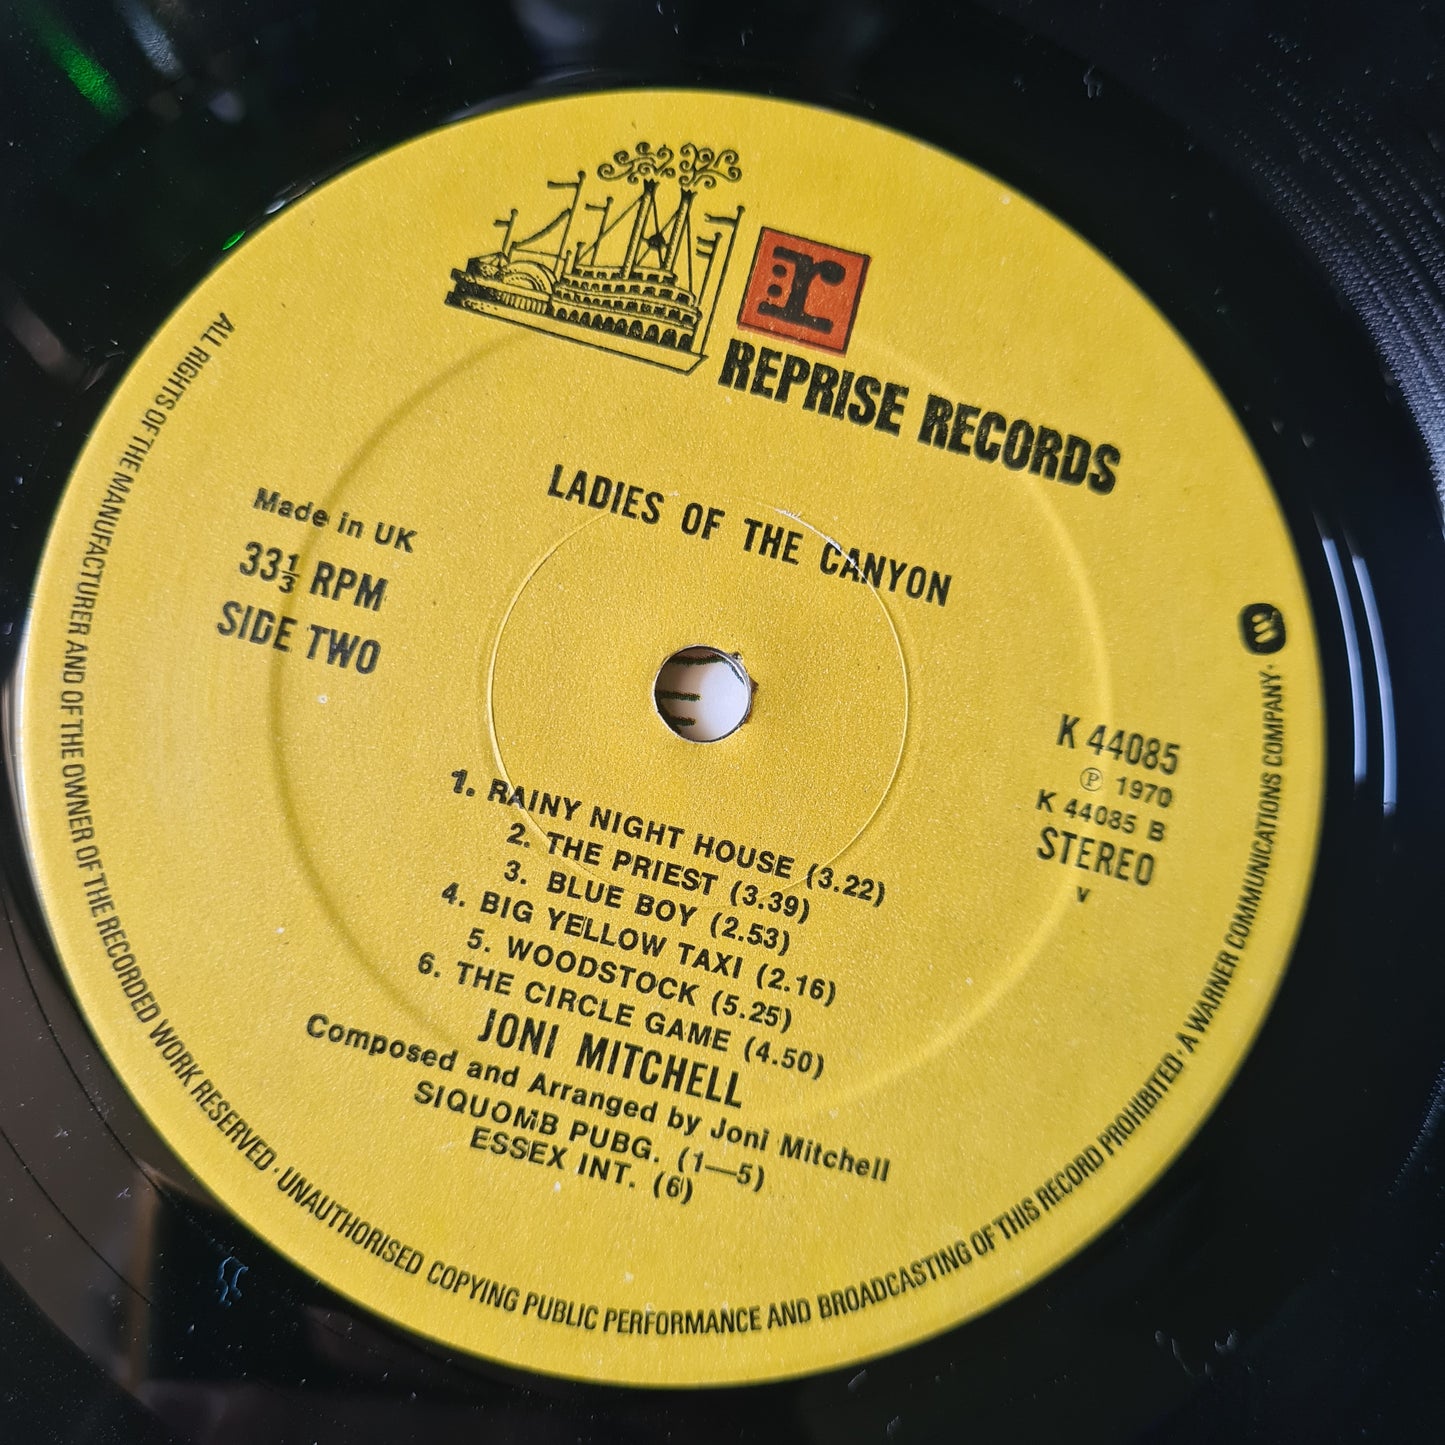 r
REPRISE RECORDS
LADIES OF THE CANYON
Made in UK
33⅓ RPM
SIDE TWO
K 44085
℗ 1970
K 44085 B
STEREO
V
1. RAINY NIGHT HOUSE (3.22)
2. THE PRIEST (3.39)
3. BLUE BOY (2.53)
4. BIG YELLOW TAXI (2.16)
5. WOODSTOCK (5.25)
6. THE CIRCLE GAME (4.50)
JONI MITCHELL
Composed and Arranged by Joni Mitchell
SIQUOMB PUBG. (1—5)
ESSEX INT. (6)
ALL RIGHTS OF THE MANUFACTURER AND OF THE OWNER OF THE RECORDED WORK RESERVED · UNAUTHORISED COPYING PUBLIC PERFORMANCE AND BROADCASTING OF THIS RECORD PROHIBITED · A WARNER COMMUNICATIONS COMPANY ·